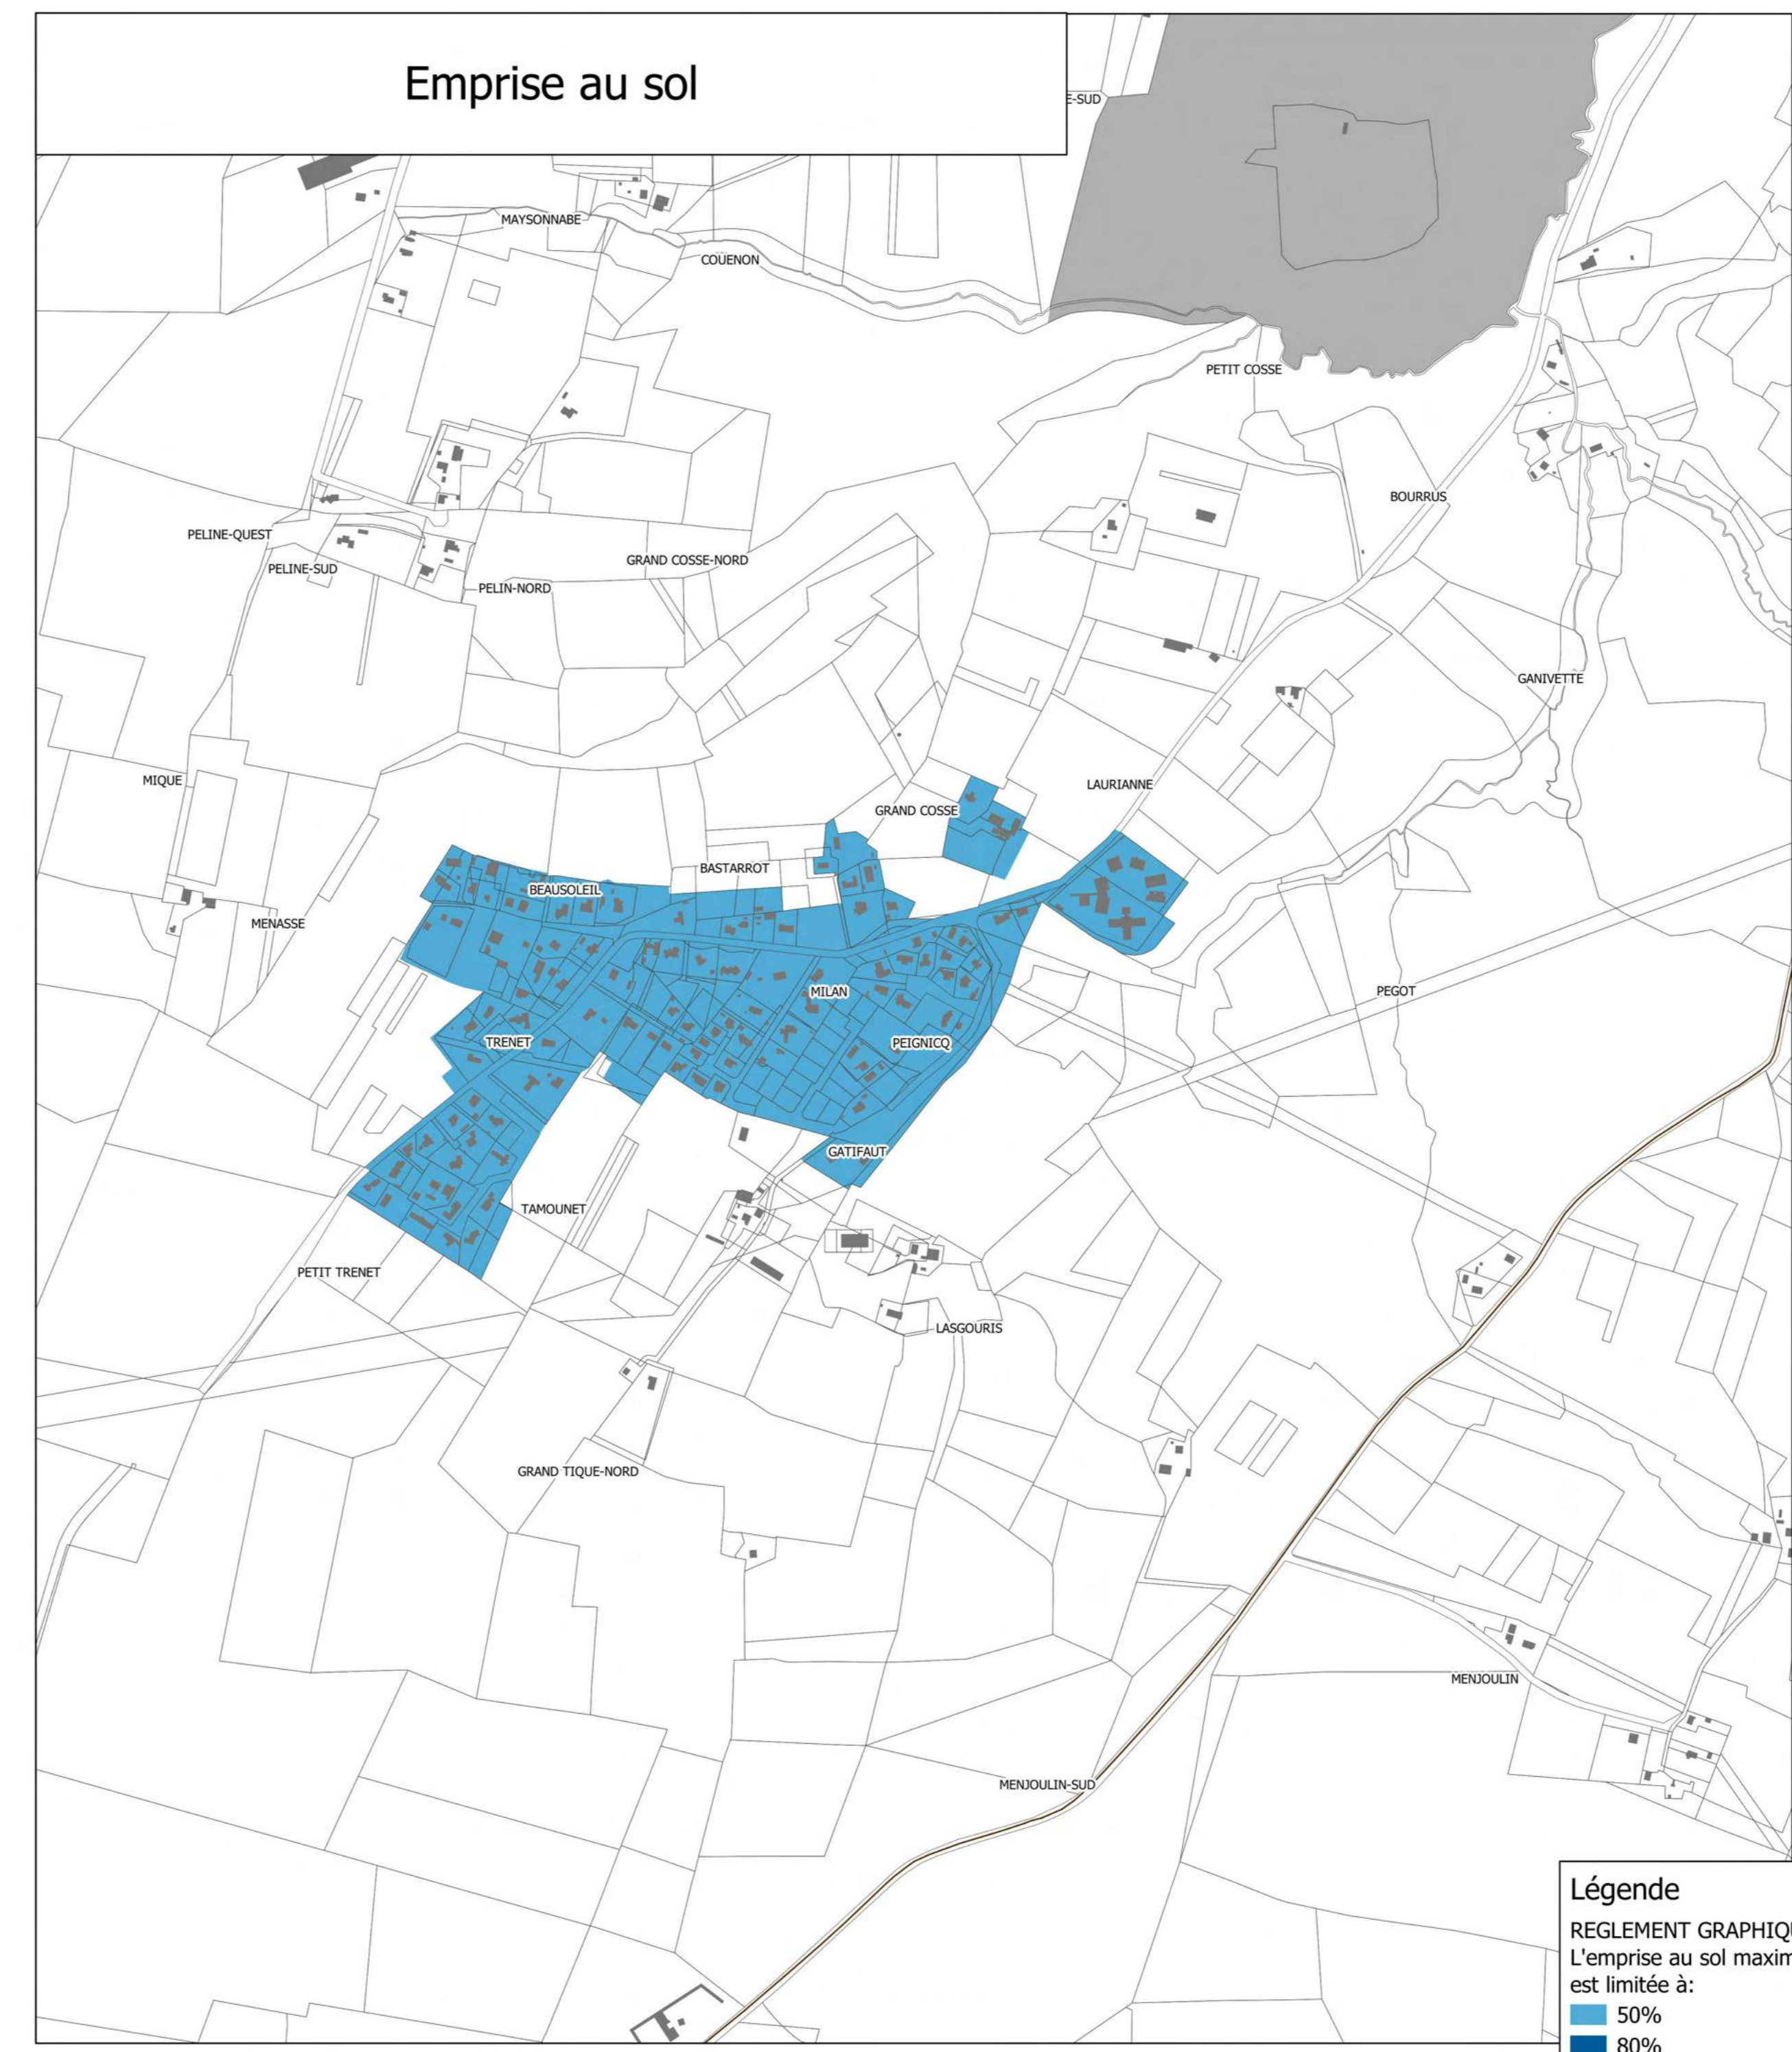 Emprise au sol
E-SUD
MAYSONNABE
COUENON
PETIT COSSE
BOURRUS
PELINE-QUEST
GRAND COSSE-NORD
PELINE-SUD
PELIN-NORD
GANIVETTE
MIQUE
LAURIANNE
GRAND COSSE
BASTARROT
BEAUSOLEIL
MENASSE
MILAN
PEGOT
TRENET
PEIGNICQ
GATIFAUT
TAMOUNET
PETIT TRENET
LASGOURIS
GRAND TIQUE-NORD
MENJOULIN
MENJOULIN-SUD
Légende
REGLEMENT GRAPHIQU
L'emprise au sol maxim
est limitée à:
50%
80%